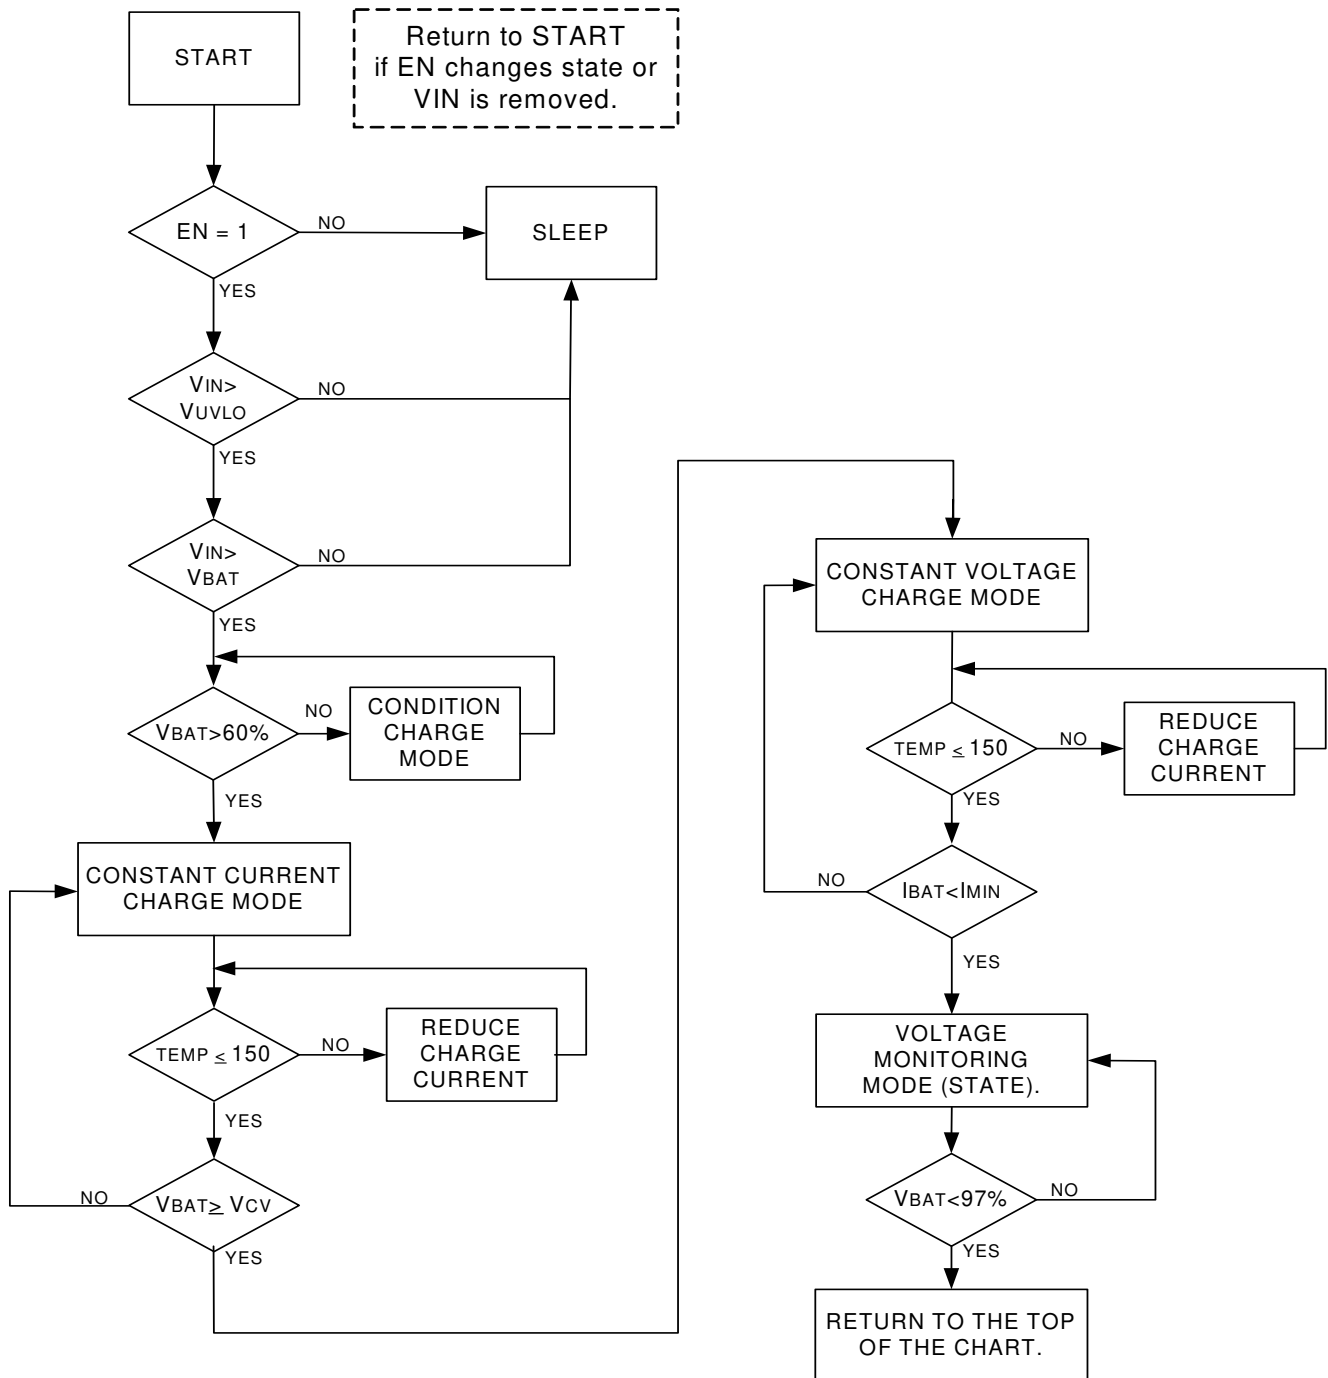 START
Return to START
if EN changes state or
VIN is removed.
EN = 1
NO
SLEEP
YES
VIN>
VUVLO
NO
YES
VIN>
VBAT
NO
YES
VBAT>60%
NO
CONDITION
CHARGE
MODE
YES
CONSTANT CURRENT
CHARGE MODE
TEMP ≤ 150
NO
REDUCE
CHARGE
CURRENT
YES
VBAT≥ VCV
NO
YES
CONSTANT VOLTAGE
CHARGE MODE
TEMP ≤ 150
NO
REDUCE
CHARGE
CURRENT
YES
IBAT<IMIN
NO
YES
VOLTAGE
MONITORING
MODE (STATE).
VBAT<97%
NO
YES
RETURN TO THE TOP
OF THE CHART.